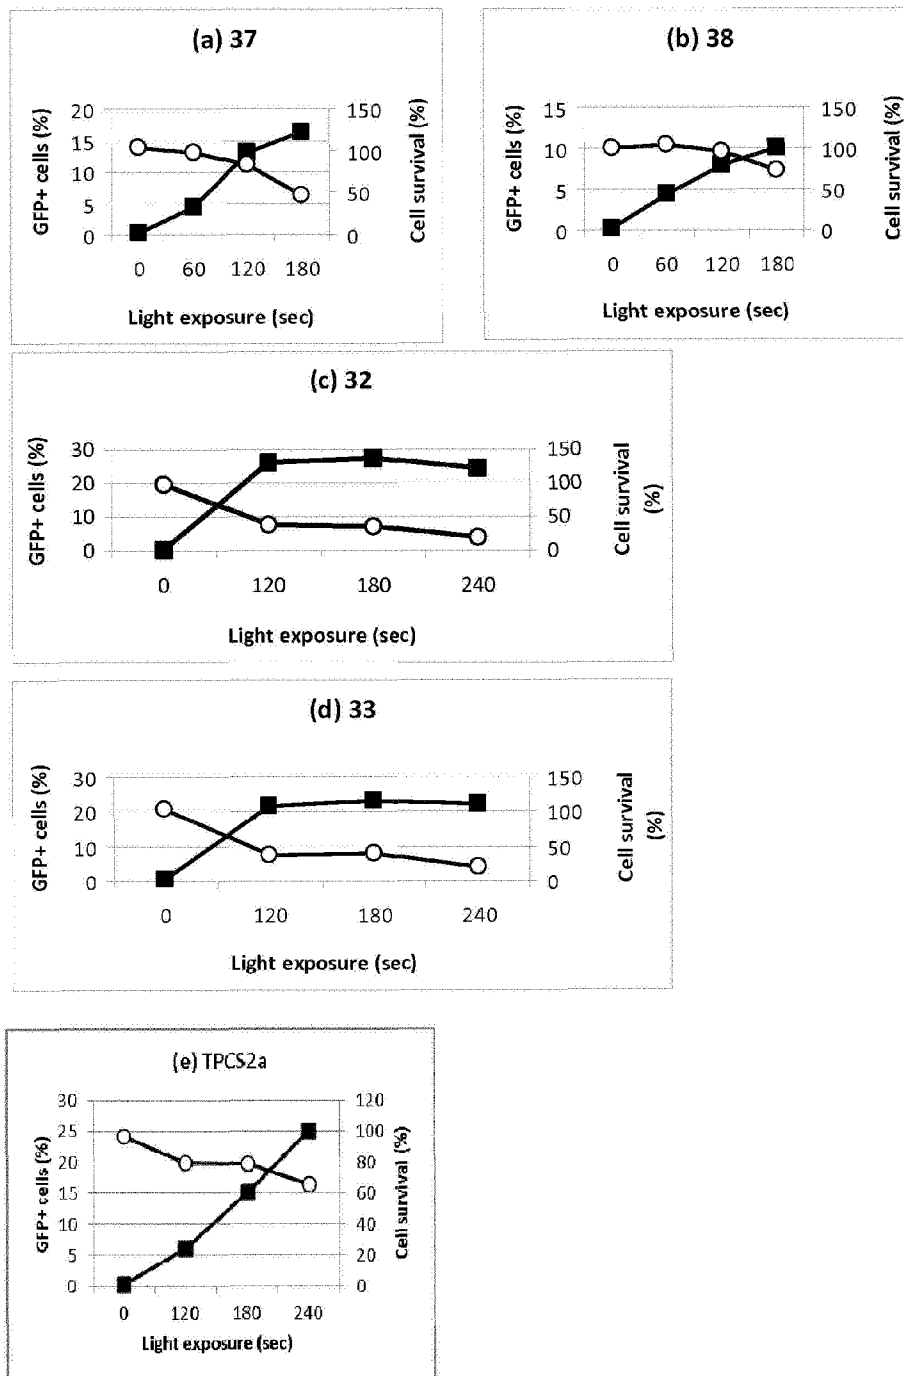 (a) 37
GFP+ cells (%)
20
15
10
5
0
150
100
50
0
Cell survival (%)
0 60 120 180
Light exposure (sec)
(b) 38
GFP+ cells (%)
15
10
5
0
150
100
50
0
Cell survival (%)
0 60 120 180
Light exposure (sec)
(c) 32
GFP+ cells (%)
30
20
10
0
150
100
50
0
Cell survival
(%)
0 120 180 240
Light exposure (sec)
(d) 33
GFP+ cells (%)
30
20
10
0
150
100
50
0
Cell survival
(%)
0 120 180 240
Light exposure (sec)
(e) TPCS2a
GFP+ cells (%)
30
25
20
15
10
5
0
120
100
80
60
40
20
0
Cell survival (%)
0 120 180 240
Light exposure (sec)